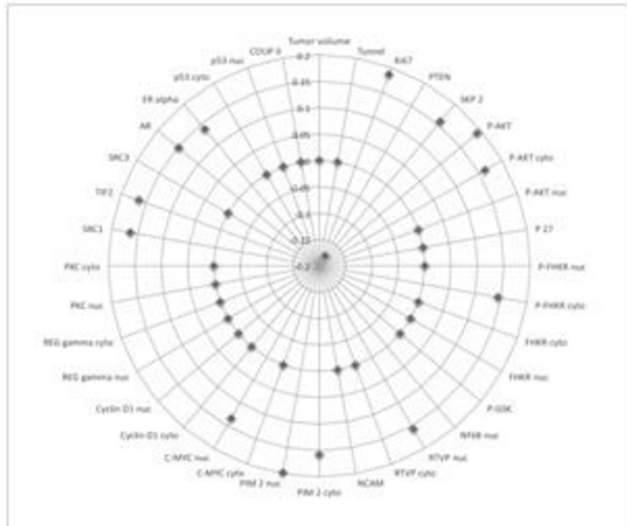 Tumor volume
Tunnel
Ki67
PTEN
SKP 2
P-AKT
P-AKT cyto
P-AKT nuc
P 27
P-FHKR nuc
P-FHKR cyto
FHKR cyto
FHKR nuc
P-GSK
NFkB nuc
RTVP nuc
RTVP cyto
NCAM
PIM 2 cyto
PIM 2 nuc
C-MYC cyto
C-MYC nuc
Cyclin D1 cyto
Cyclin D1 nuc
REG gamma nuc
REG gamma cyto
PKC nuc
PKC cyto
SRC1
TIF2
SRC3
AR
ER alpha
p53 cyto
p53 nuc
COUP II
0.2
0.15
0.1
0.05
0
-0.05
-0.1
-0.15
-0.2